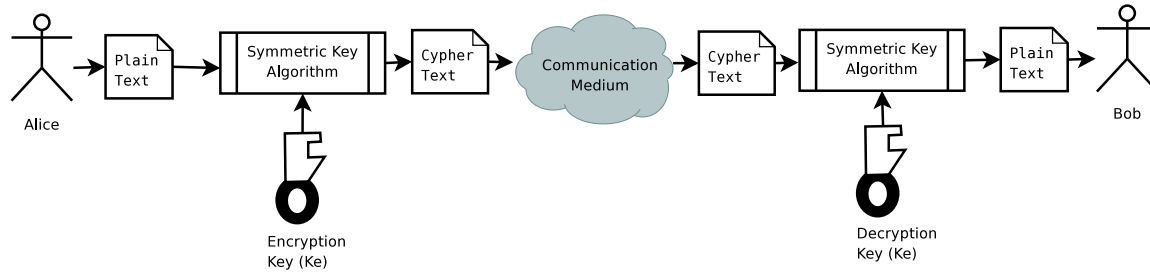 Alice
Plain
Text
Symmetric Key
Algorithm
Encryption
Key (Ke)
Cypher
Text
Communication
Medium
Cypher
Text
Symmetric Key
Algorithm
Decryption
Key (Ke)
Plain
Text
Bob